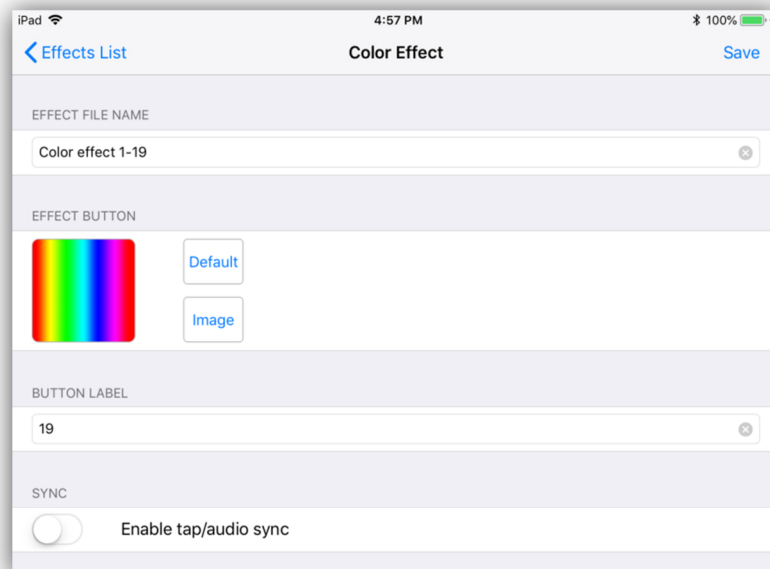 iPad 4:57 PM 100%
Effects List Color Effect Save
EFFECT FILE NAME
Color effect 1-19
EFFECT BUTTON
Default
Image
BUTTON LABEL
19
SYNC
Enable tap/audio sync